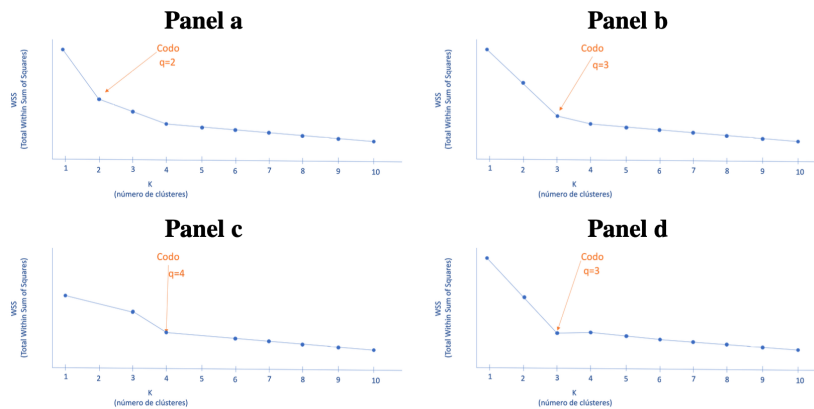 Panel a
Codo
q=2
WSS
(Total Within Sum of Squares)
1 2 3 4 5 6 7 8 9 10
K
(número de clústeres)
Panel b
Codo
q=3
WSS
(Total Within Sum of Squares)
1 2 3 4 5 6 7 8 9 10
K
(número de clústeres)
Panel c
Codo
q=4
WSS
(Total Within Sum of Squares)
1 2 3 4 5 6 7 8 9 10
K
(número de clústeres)
Panel d
Codo
q=3
WSS
(Total Within Sum of Squares)
1 2 3 4 5 6 7 8 9 10
K
(número de clústeres)